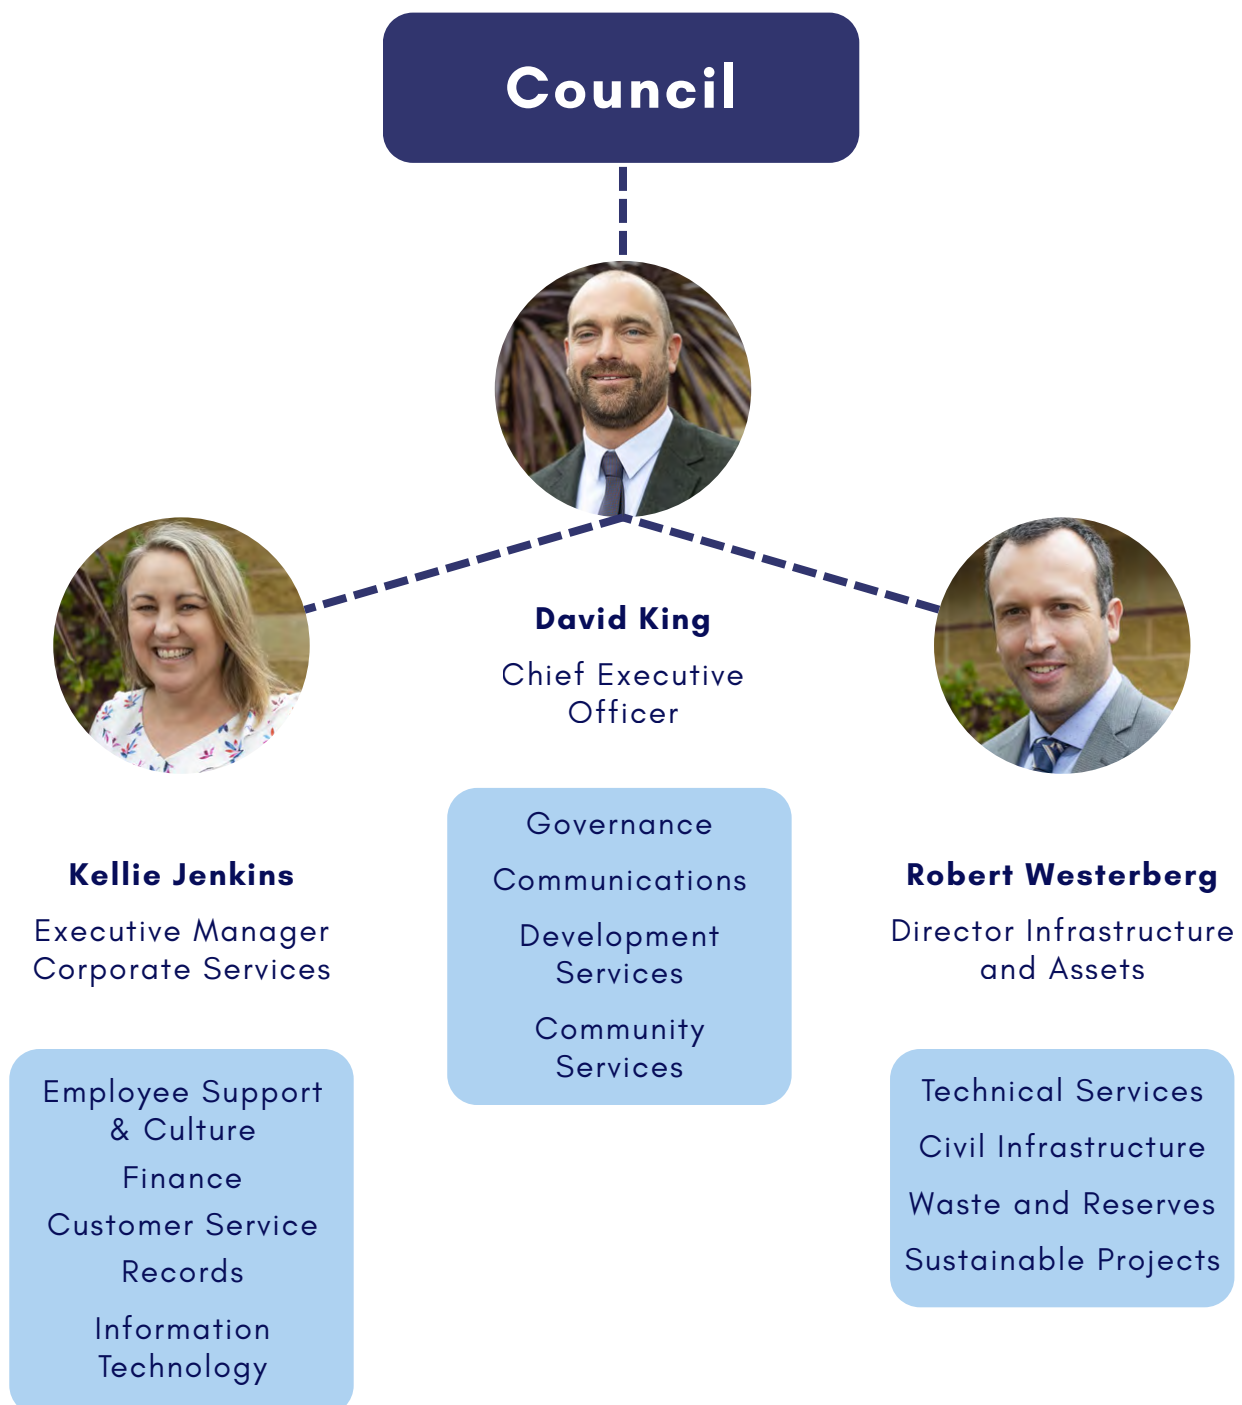 Council
David King
Chief Executive
Officer
Governance
Communications
Development
Services
Community
Services
Kellie Jenkins
Executive Manager
Corporate Services
Employee Support
& Culture
Finance
Customer Service
Records
Information
Technology
Robert Westerberg
Director Infrastructure
and Assets
Technical Services
Civil Infrastructure
Waste and Reserves
Sustainable Projects